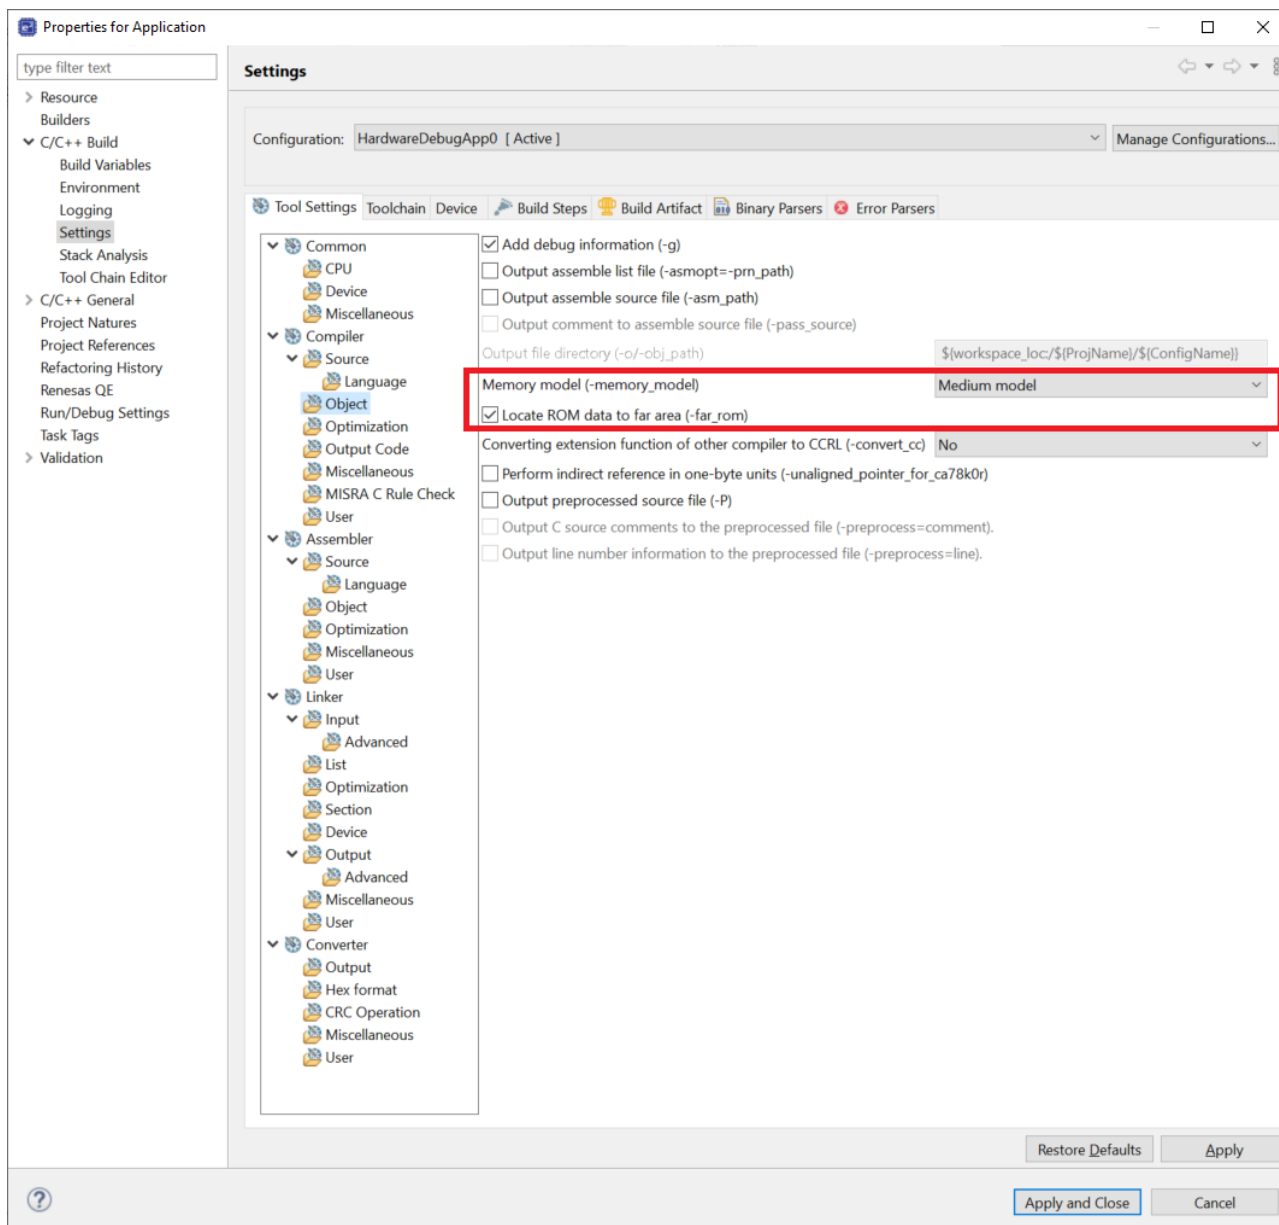 Properties for Application
type filter text
Resource
Builders
C/C++ Build
Build Variables
Environment
Logging
Settings
Stack Analysis
Tool Chain Editor
C/C++ General
Project Natures
Project References
Refactoring History
Renesas QE
Run/Debug Settings
Task Tags
Validation
Settings
Configuration: HardwareDebugApp0 [ Active ] Manage Configurations...
Tool Settings Toolchain Device Build Steps Build Artifact Binary Parsers Error Parsers
Common
CPU
Device
Miscellaneous
Compiler
Source
Language
Object
Optimization
Output Code
Miscellaneous
MISRA C Rule Check
User
Assembler
Source
Language
Object
Optimization
Miscellaneous
User
Linker
Input
Advanced
List
Optimization
Section
Device
Output
Advanced
Miscellaneous
User
Converter
Output
Hex format
CRC Operation
Miscellaneous
User
Add debug information (-g)
Output assemble list file (-asmopt=-prn_path)
Output assemble source file (-asm_path)
Output comment to assemble source file (-pass_source)
Output file directory (-o/-obj_path) ${workspace_loc:/${ProjName}/${ConfigName}}
Memory model (-memory_model) Medium model
Locate ROM data to far area (-far_rom)
Converting extension function of other compiler to CCRL (-convert_cc) No
Perform indirect reference in one-byte units (-unaligned_pointer_for_ca78k0r)
Output preprocessed source file (-P)
Output C source comments to the preprocessed file (-preprocess=comment).
Output line number information to the preprocessed file (-preprocess=line).
Restore Defaults Apply
Apply and Close Cancel